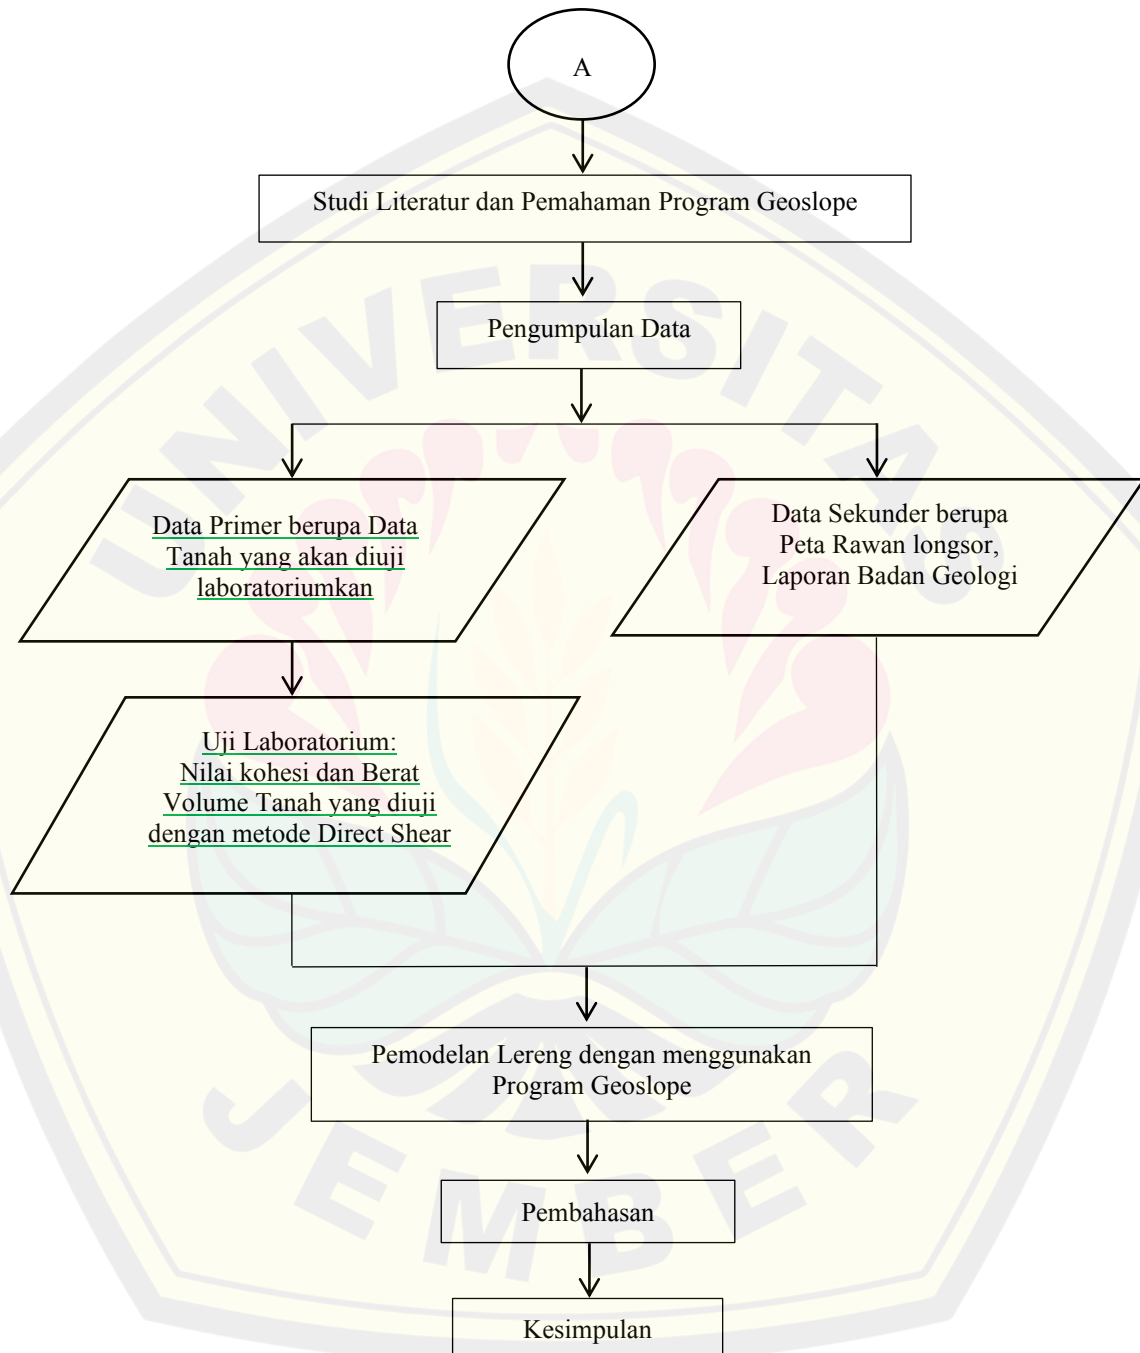 A
Studi Literatur dan Pemahaman Program Geoslope
Pengumpulan Data
Data Primer berupa Data
Tanah yang akan diuji
laboratoriumkan
Data Sekunder berupa
Peta Rawan longsor,
Laporan Badan Geologi
Uji Laboratorium:
Nilai kohesi dan Berat
Volume Tanah yang diuji
dengan metode Direct Shear
Pemodelan Lereng dengan menggunakan
Program Geoslope
Pembahasan
Kesimpulan
UNIVERSITAS
JEMBER